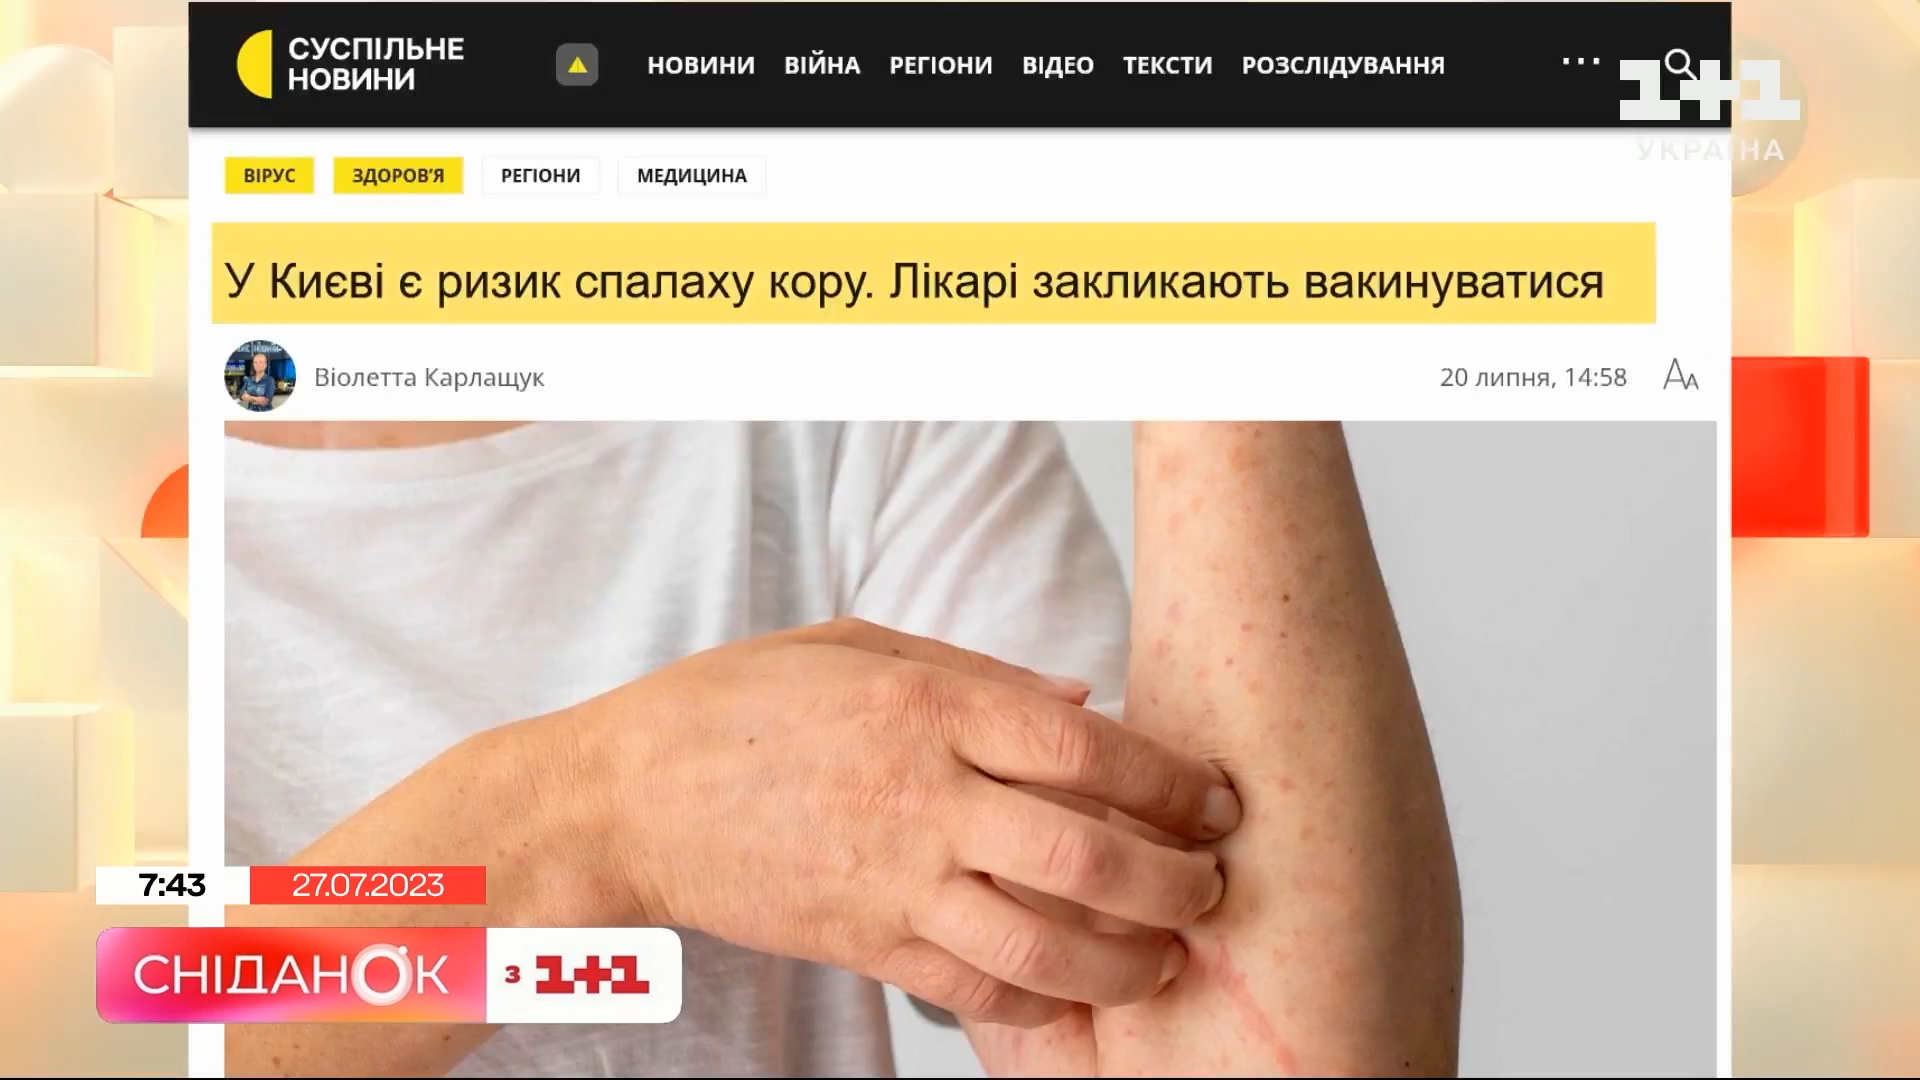 СУСПІЛЬНЕ
НОВИНИ
НОВИНИ ВІЙНА РЕГІОНИ ВІДЕО ТЕКСТИ РОЗСЛІДУВАННЯ ...
1+1
УКРАЇНА
ВІРУС ЗДОРОВ'Я РЕГІОНИ МЕДИЦИНА
У Києві є ризик спалаху кору. Лікарі закликають вакинуватися
Віолетта Карлащук 20 липня, 14:58 АА
7:43 27.07.2023
СНІДАНОК З 1+1